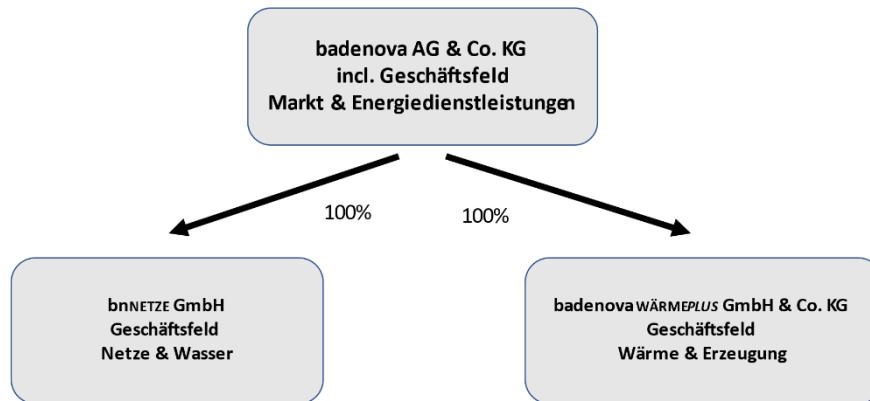 badenova AG & Co. KG
incl. Geschäftsfeld
Markt & Energiedienstleistungen
100%
100%
bnNETZE GmbH
Geschäftsfeld
Netze & Wasser
badenova WÄRMEPLUS GmbH & Co. KG
Geschäftsfeld
Wärme & Erzeugung